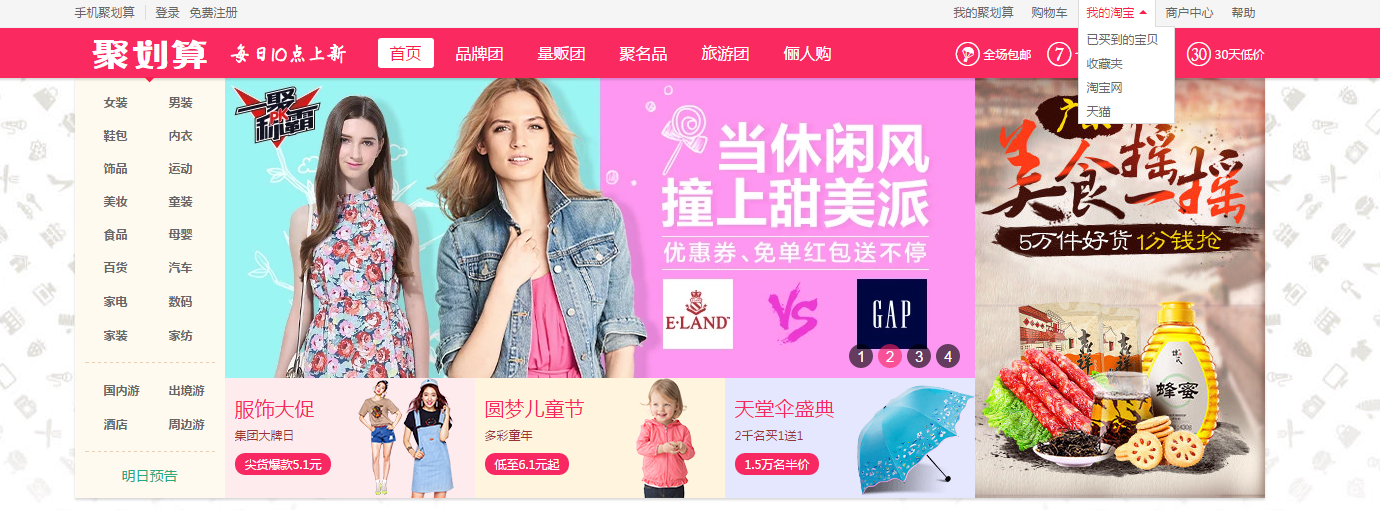 手机聚划算 登录 免费注册 我的聚划算 购物车 我的淘宝 商户中心 帮助
已买到的宝贝
收藏夹
淘宝网
天猫
聚划算 每日10点上新 首页 品牌团 量贩团 聚名品 旅游团 俪人购 全场包邮 7 30 30天低价
女装 男装
鞋包 内衣
饰品 运动
美妆 童装
食品 母婴
百货 汽车
家电 数码
家装 家纺
国内游 出境游
酒店 周边游
明日预告
一聚
PK
称霸
当休闲风
撞上甜美派
优惠券、免单红包送不停
E·LAND VS GAP
1 2 3 4
美食摇一摇
5万件好货 1分钱抢
吉祥
蜂蜜
服饰大促
集团大牌日
尖货爆款5.1元
圆梦儿童节
多彩童年
低至6.1元起
天堂伞盛典
2千名买1送1
1.5万名半价